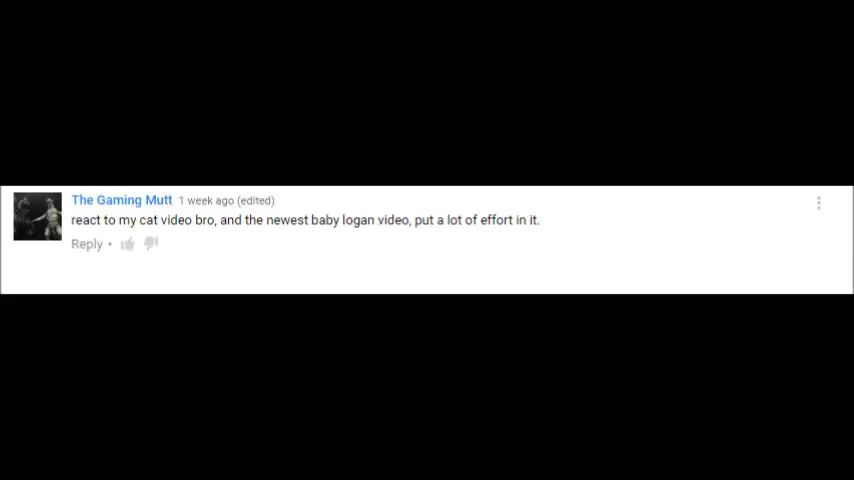 The Gaming Mutt 1 week ago (edited)
react to my cat video bro, and the newest baby logan video, put a lot of effort in it.
Reply •